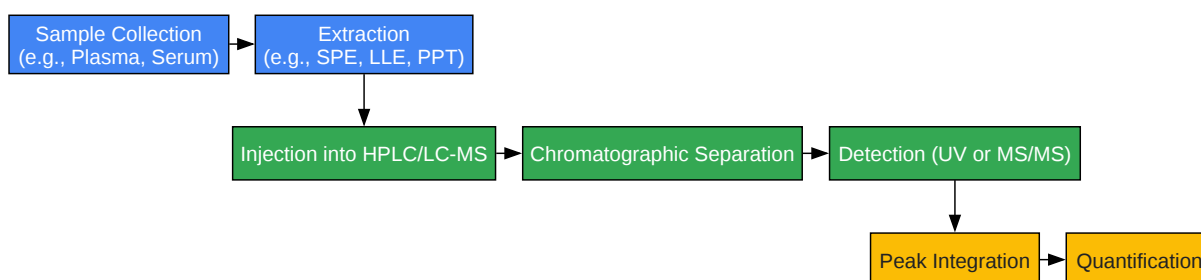 Sample Collection
(e.g., Plasma, Serum)
Extraction
(e.g., SPE, LLE, PPT)
Injection into HPLC/LC-MS
Chromatographic Separation
Detection (UV or MS/MS)
Peak Integration
Quantification